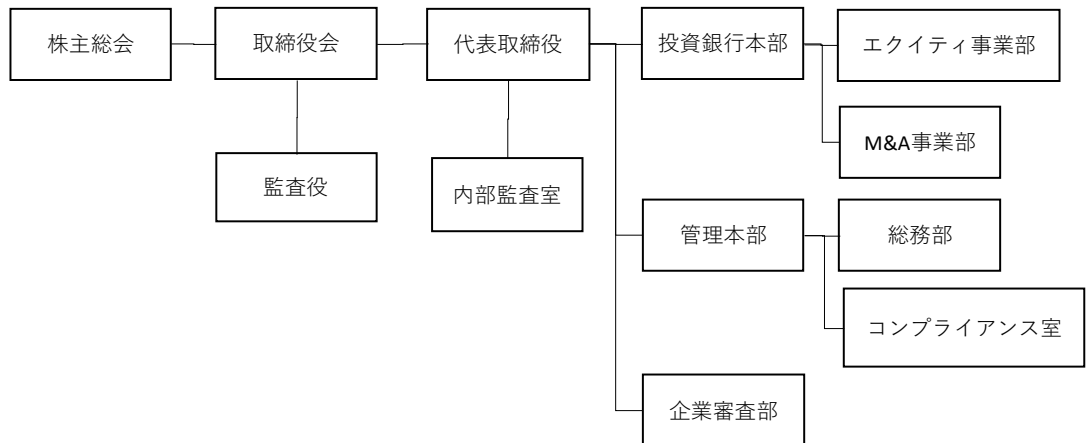 株主総会
取締役会
代表取締役
投資銀行本部
エクイティ事業部
M&A事業部
監査役
内部監査室
管理本部
総務部
コンプライアンス室
企業審査部